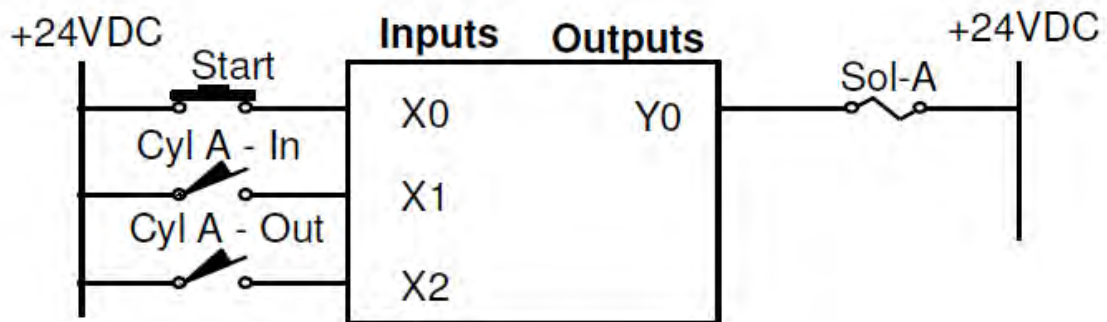 +24VDC
Inputs
Outputs
+24VDC
Start
Sol-A
X0
Y0
Cyl A - In
X1
Cyl A - Out
X2